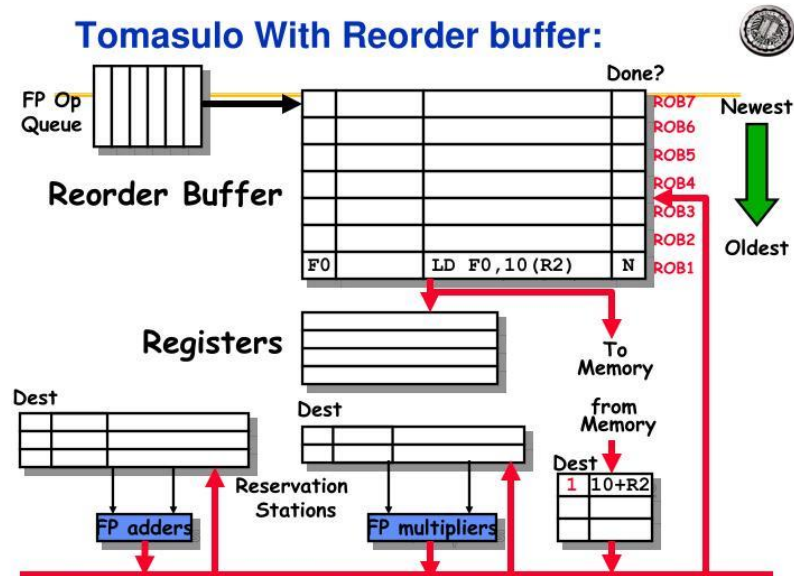 Tomasulo With Reorder buffer:
Done?
FP Op
Queue
ROB7
Newest
ROB6
ROB5
Reorder Buffer
ROB4
ROB3
ROB2
Oldest
F0 LD F0,10(R2) N ROB1
Registers
To
Memory
Dest
Dest
from
Memory
Reservation
Stations
Dest
1 10+R2
FP adders
FP multipliers